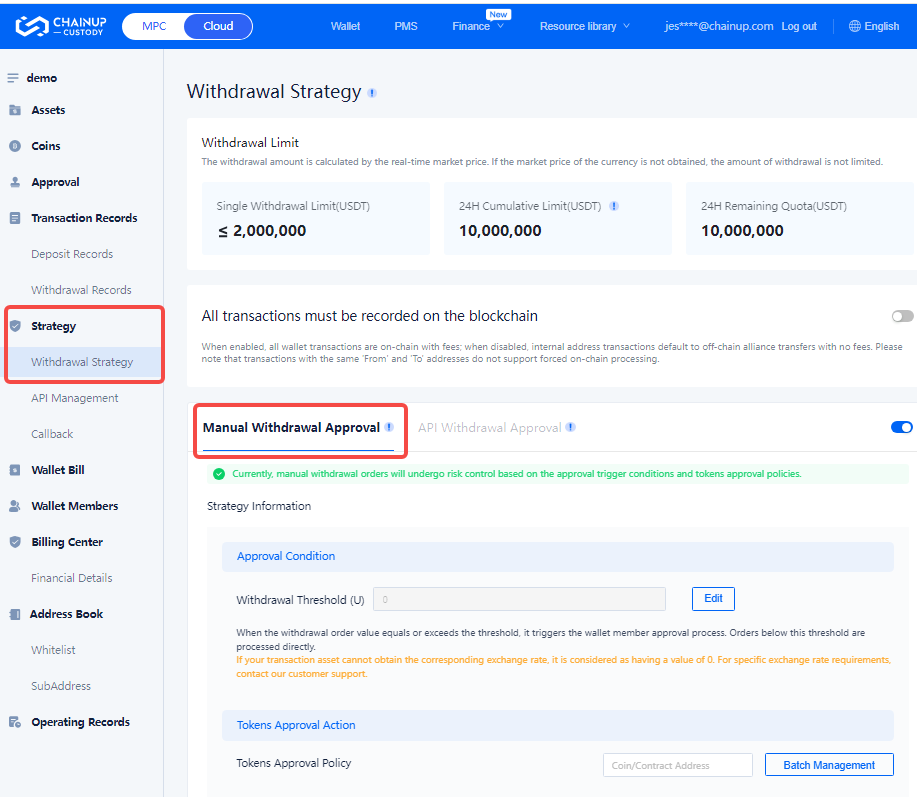 CHAINUP
CUSTODY
MPC
Cloud
Wallet
PMS
Finance
New
Resource library
jes****@chainup.com
Log out
English
demo
Assets
Coins
Approval
Transaction Records
Deposit Records
Withdrawal Records
Strategy
Withdrawal Strategy
API Management
Callback
Wallet Bill
Wallet Members
Billing Center
Financial Details
Address Book
Whitelist
SubAddress
Operating Records
Withdrawal Strategy
Withdrawal Limit
The withdrawal amount is calculated by the real-time market price. If the market price of the currency is not obtained, the amount of withdrawal is not limited.
Single Withdrawal Limit(USDT)
≤ 2,000,000
24H Cumulative Limit(USDT)
10,000,000
24H Remaining Quota(USDT)
10,000,000
All transactions must be recorded on the blockchain
When enabled, all wallet transactions are on-chain with fees; when disabled, internal address transactions default to off-chain alliance transfers with no fees. Please
note that transactions with the same 'From' and 'To' addresses do not support forced on-chain processing.
Manual Withdrawal Approval
API Withdrawal Approval
Currently, manual withdrawal orders will undergo risk control based on the approval trigger conditions and tokens approval policies.
Strategy Information
Approval Condition
Withdrawal Threshold (U)
0
Edit
When the withdrawal order value equals or exceeds the threshold, it triggers the wallet member approval process. Orders below this threshold are
processed directly.
If your transaction asset cannot obtain the corresponding exchange rate, it is considered as having a value of 0. For specific exchange rate requirements,
contact our customer support.
Tokens Approval Action
Tokens Approval Policy
Coin/Contract Address
Batch Management